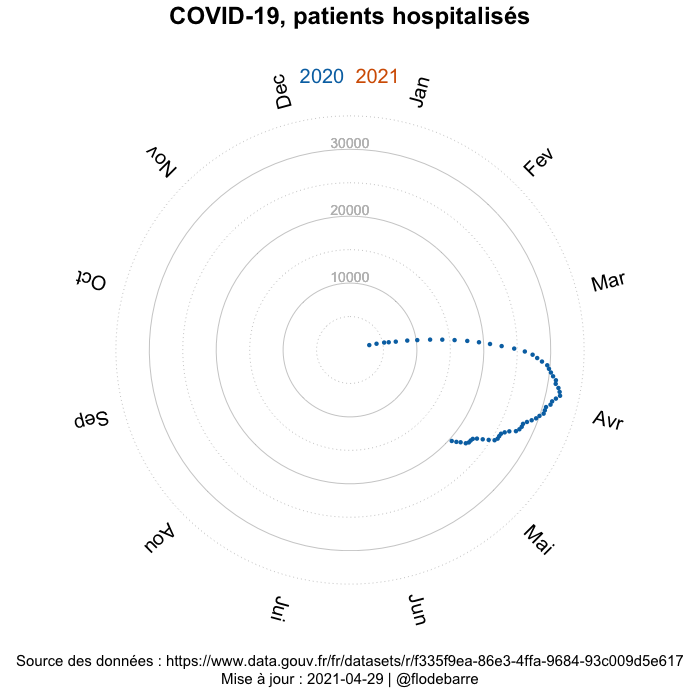 COVID-19, patients hospitalisés
2020 2021
Jan
Fev
Mar
Avr
Mai
Jun
Jui
Aou
Sep
Oct
Nov
Dec
30000
20000
10000
Source des données : https://www.data.gouv.fr/fr/datasets/r/f335f9ea-86e3-4ffa-9684-93c009d5e617
Mise à jour : 2021-04-29 | @flodebarre